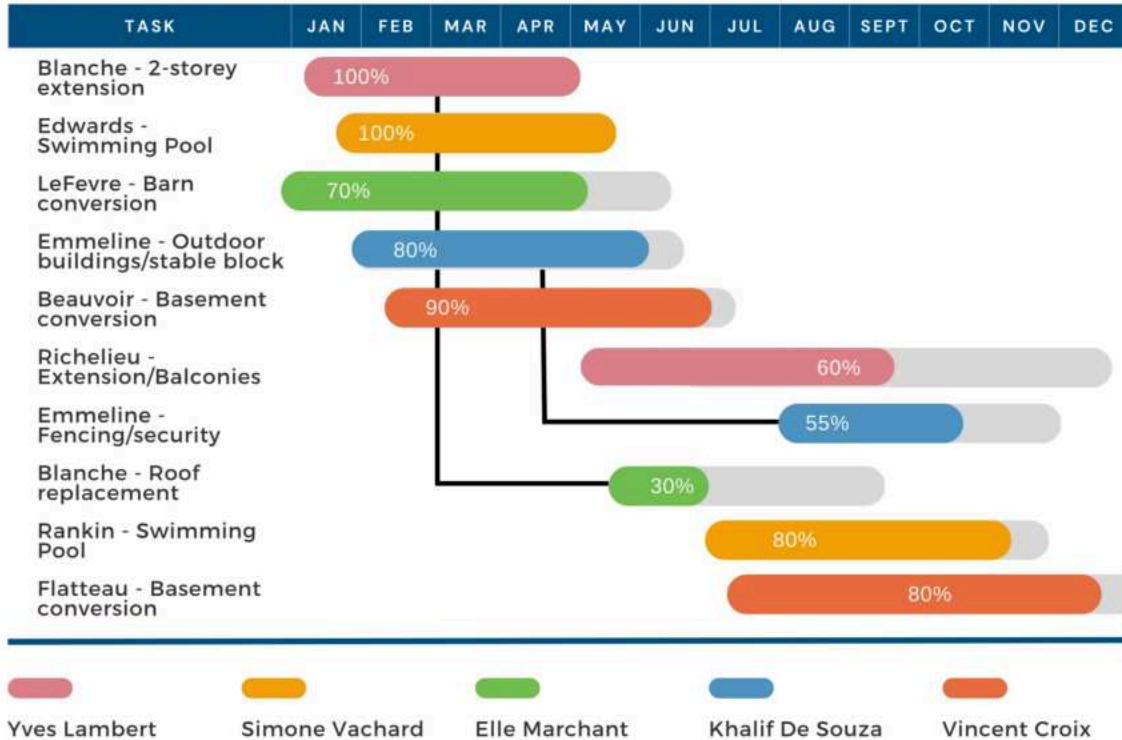 TASK JAN FEB MAR APR MAY JUN JUL AUG SEPT OCT NOV DEC
Blanche - 2-storey
extension
100%
Edwards -
Swimming Pool
100%
LeFevre - Barn
conversion
70%
Emmeline - Outdoor
buildings/stable block
80%
Beauvoir - Basement
conversion
90%
Richelieu -
Extension/Balconies
60%
Emmeline -
Fencing/security
55%
Blanche - Roof
replacement
30%
Rankin - Swimming
Pool
80%
Flatteau - Basement
conversion
80%
Yves Lambert Simone Vachard Elle Marchant Khalif De Souza Vincent Croix